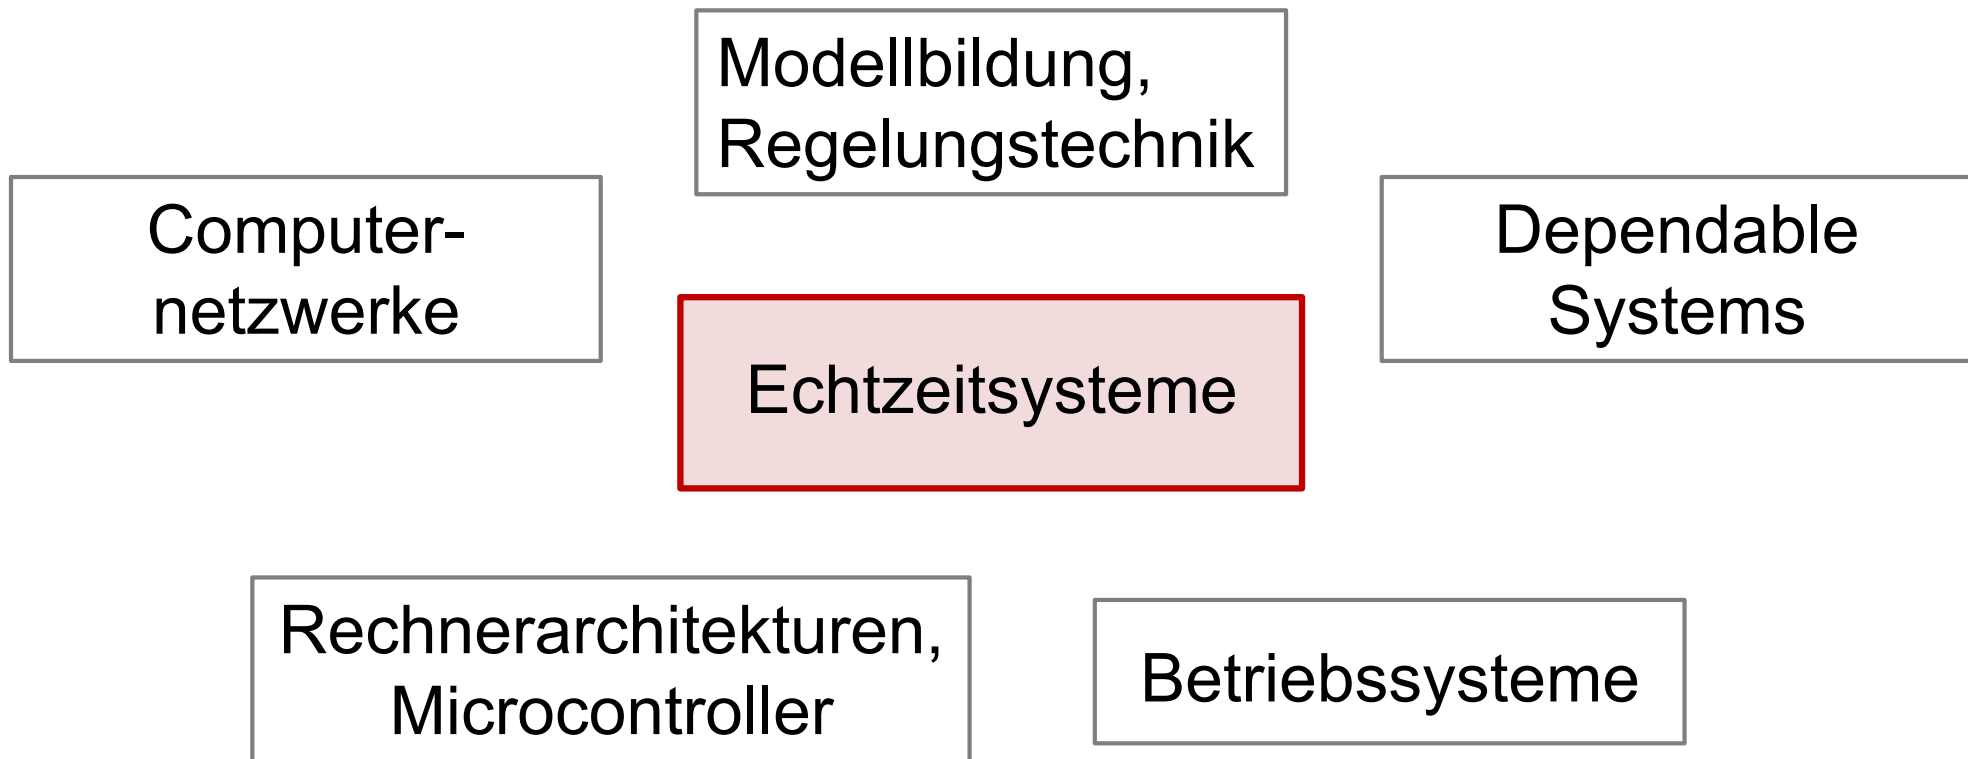 Modellbildung,
Regelungstechnik
Computer-
netzwerke
Dependable
Systems
Echtzeitsysteme
Rechnerarchitekturen,
Microcontroller
Betriebssysteme